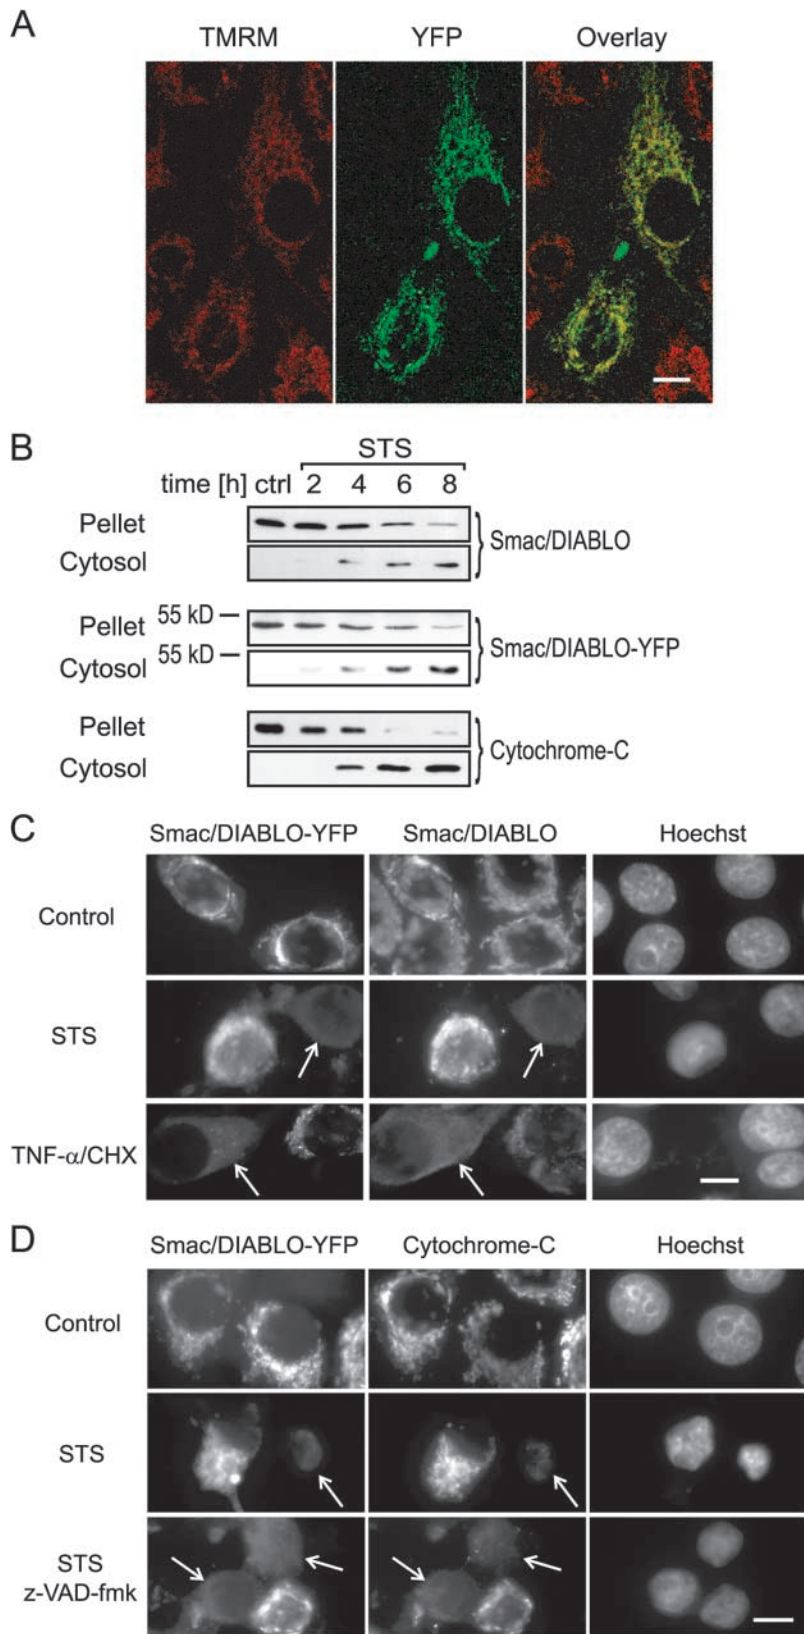 A
TMRM YFP Overlay
B
STS
time [h] ctrl 2 4 6 8
Pellet
Cytosol
Smac/DIABLO
55 kD
Pellet
55 kD
Cytosol
Smac/DIABLO-YFP
Pellet
Cytosol
Cytochrome-C
C
Smac/DIABLO-YFP Smac/DIABLO Hoechst
Control
STS
TNF-α/CHX
D
Smac/DIABLO-YFP Cytochrome-C Hoechst
Control
STS
STS
z-VAD-fmk